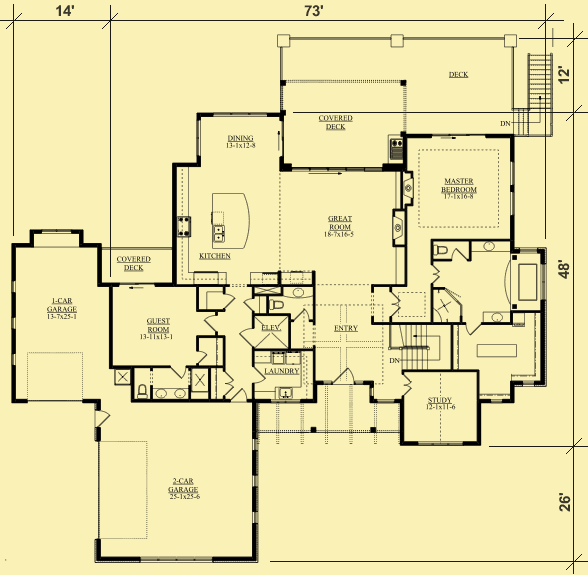 14'
73'
12'
DECK
COVERED
DECK
DN
DINING
13-1x12-8
MASTER
BEDROOM
17-1x16-8
GREAT
ROOM
18-7x16-5
KITCHEN
COVERED
DECK
48'
1-CAR
GARAGE
13-7x25-1
GUEST
ROOM
13-11x13-1
ELEV.
ENTRY
DN
LAUNDRY
STUDY
12-1x11-6
2-CAR
GARAGE
25-1x25-6
26'